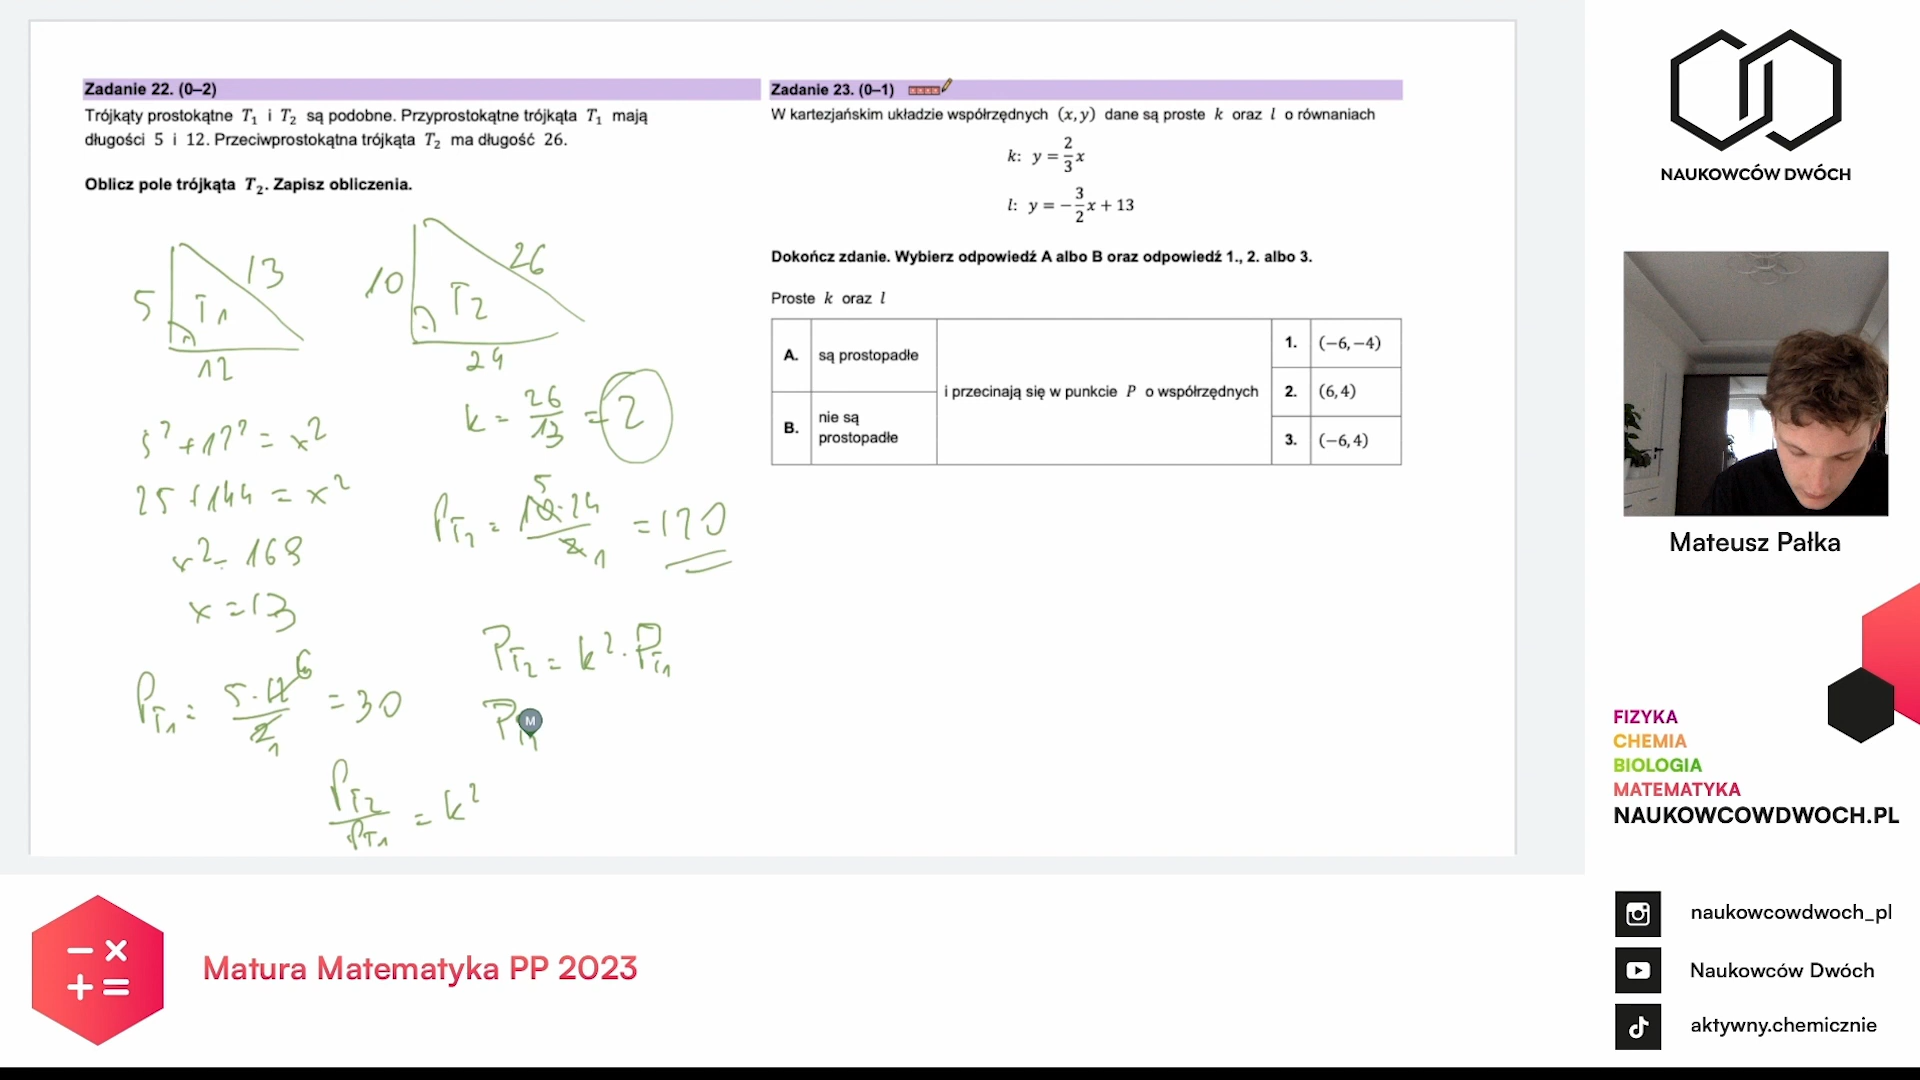 Zadanie 22. (0–2)
Trójkąty prostokątne T₁ i T₂ są podobne. Przyprostokątne trójkąta T₁ mają
długości 5 i 12. Przeciwprostokątna trójkąta T₂ ma długość 26.
Oblicz pole trójkąta T₂. Zapisz obliczenia.
5
13
T₁
12
10
26
T₂
24
k = 26/13 = 2
5² + 12² = x²
25 + 144 = x²
x² = 169
x = 13
P_T₂ = 10·24/2 = 120
5
1
P_T₁ = 5·12/2 = 30
6
1
P_T₂ = k² · P_T₁
P_T₂/P_T₁ = k²
M
Zadanie 23. (0–1)
W kartezjańskim układzie współrzędnych (x, y) dane są proste k oraz l o równaniach
k: y = 2/3 x
l: y = −3/2 x + 13
Dokończ zdanie. Wybierz odpowiedź A albo B oraz odpowiedź 1., 2. albo 3.
Proste k oraz l
A. są prostopadłe
B. nie są
prostopadłe
i przecinają się w punkcie P o współrzędnych
1. (−6, −4)
2. (6, 4)
3. (−6, 4)
NAUKOWCÓW DWÓCH
Mateusz Pałka
FIZYKA
CHEMIA
BIOLOGIA
MATEMATYKA
NAUKOWCOWDWOCH.PL
naukowcowdwoch_pl
Naukowców Dwóch
aktywny.chemicznie
Matura Matematyka PP 2023